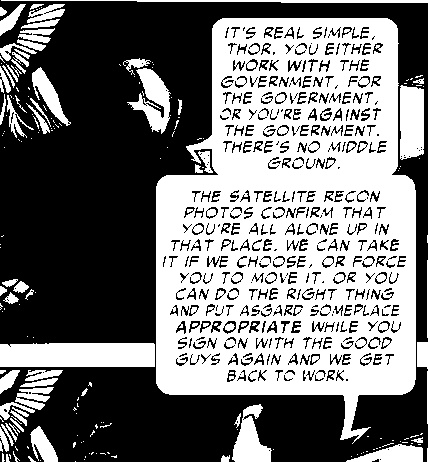 IT'S REAL SIMPLE,
THOR. YOU EITHER
WORK WITH THE
GOVERNMENT, FOR
THE GOVERNMENT,
OR YOU'RE AGAINST
THE GOVERNMENT.
THERE'S NO MIDDLE
GROUND.
THE SATELLITE RECON
PHOTOS CONFIRM THAT
YOU'RE ALL ALONE UP IN
THAT PLACE. WE CAN TAKE
IT IF WE CHOOSE, OR FORCE
YOU TO MOVE IT. OR YOU
CAN DO THE RIGHT THING
AND PUT ASGARD SOMEPLACE
APPROPRIATE WHILE YOU
SIGN ON WITH THE GOOD
GUYS AGAIN AND WE GET
BACK TO WORK.